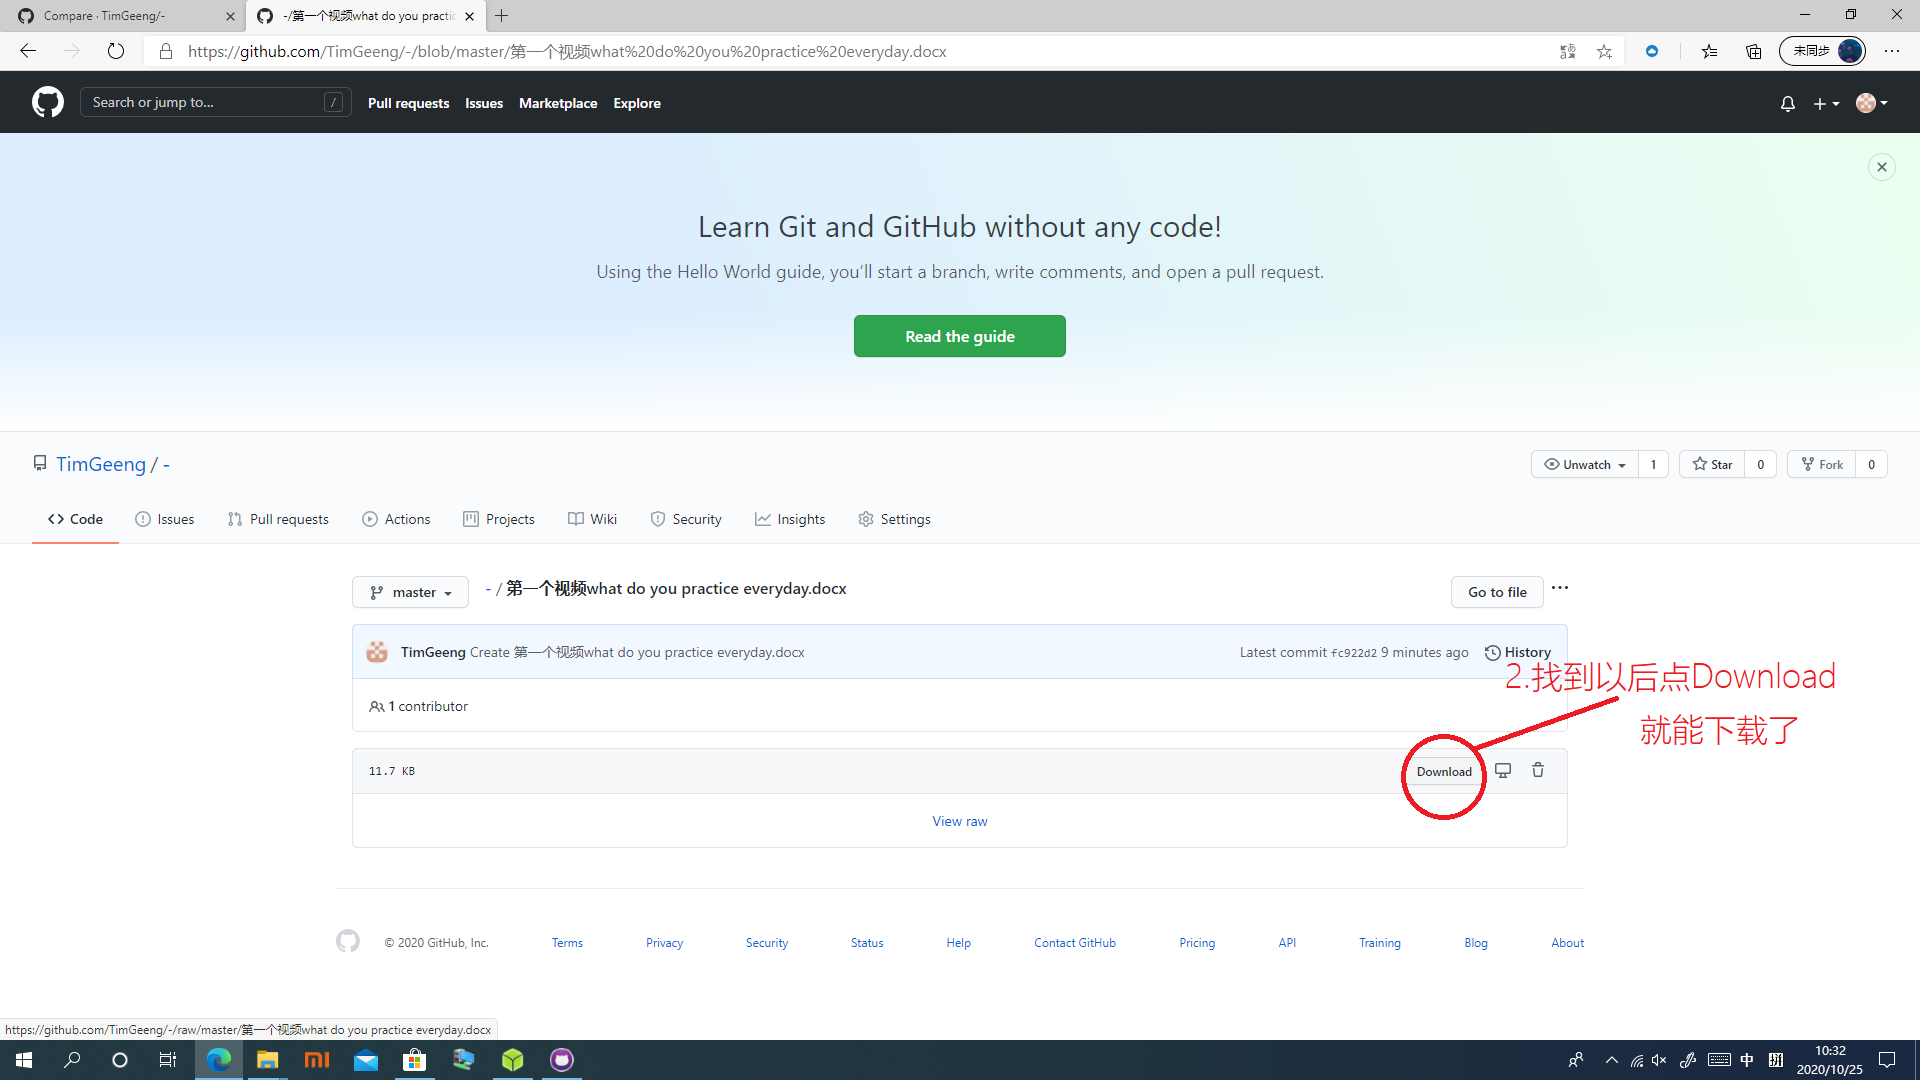 Compare · TimGeeng/-
-/第一个视频what do you practic
https://github.com/TimGeeng/-/blob/master/第一个视频what%20do%20you%20practice%20everyday.docx
未同步
Search or jump to...
/
Pull requests
Issues
Marketplace
Explore
Learn Git and GitHub without any code!
Using the Hello World guide, you’ll start a branch, write comments, and open a pull request.
Read the guide
TimGeeng / -
Unwatch 1
Star 0
Fork 0
Code
Issues
Pull requests
Actions
Projects
Wiki
Security
Insights
Settings
master
- / 第一个视频what do you practice everyday.docx
Go to file
TimGeeng Create 第一个视频what do you practice everyday.docx
Latest commit fc922d2 9 minutes ago
History
2.找到以后点Download
就能下载了
1 contributor
11.7 KB
Download
View raw
© 2020 GitHub, Inc.
Terms
Privacy
Security
Status
Help
Contact GitHub
Pricing
API
Training
Blog
About
https://github.com/TimGeeng/-/raw/master/第一个视频what do you practice everyday.docx
中
拼
10:32
2020/10/25